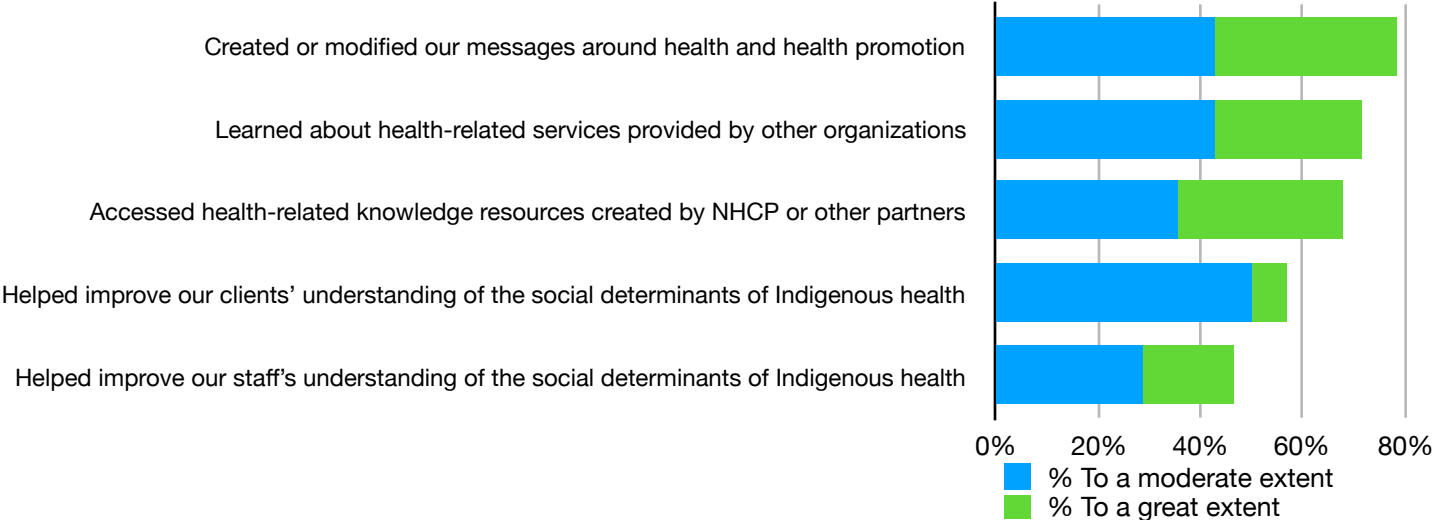 Created or modified our messages around health and health promotion
Learned about health-related services provided by other organizations
Accessed health-related knowledge resources created by NHCP or other partners
Helped improve our clients’ understanding of the social determinants of Indigenous health
Helped improve our staff’s understanding of the social determinants of Indigenous health
0% 20% 40% 60% 80%
% To a moderate extent
% To a great extent